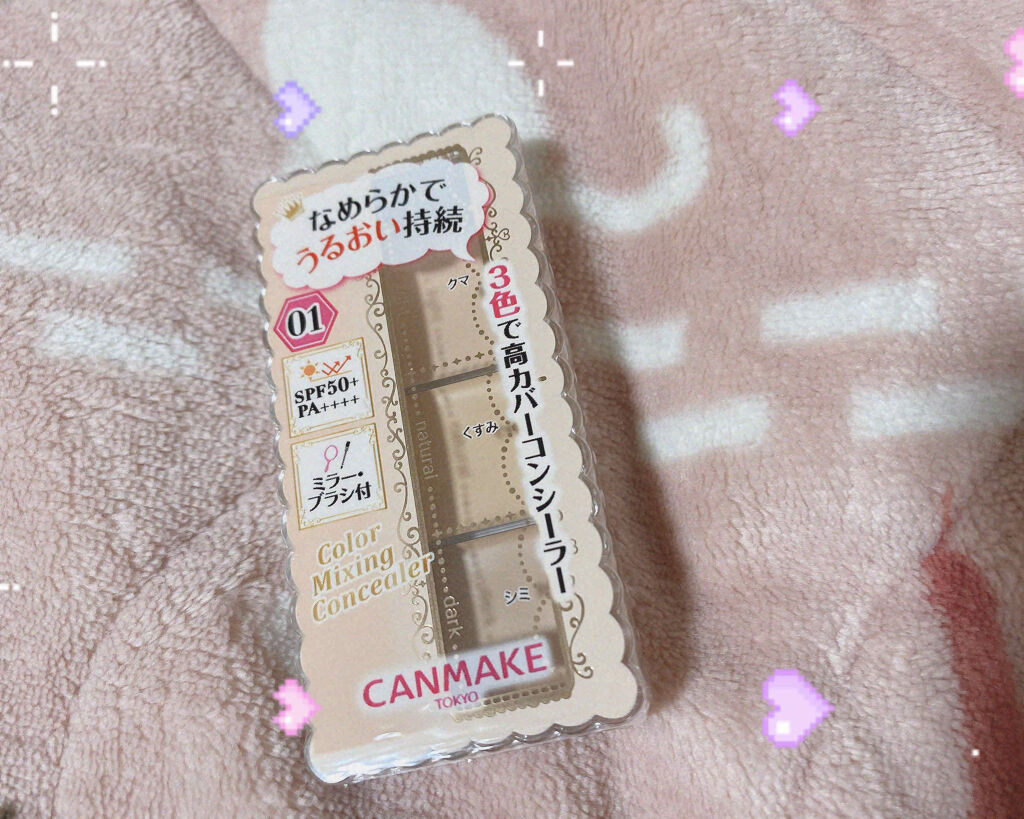 なめらかで
うるおい持続
3色で高カバーコンシーラー
01
SPF50+
PA++++
ミラー・
ブラシ付
Color
Mixing
Concealer
クマ
natural
くすみ
dark
シミ
CANMAKE
TOKYO